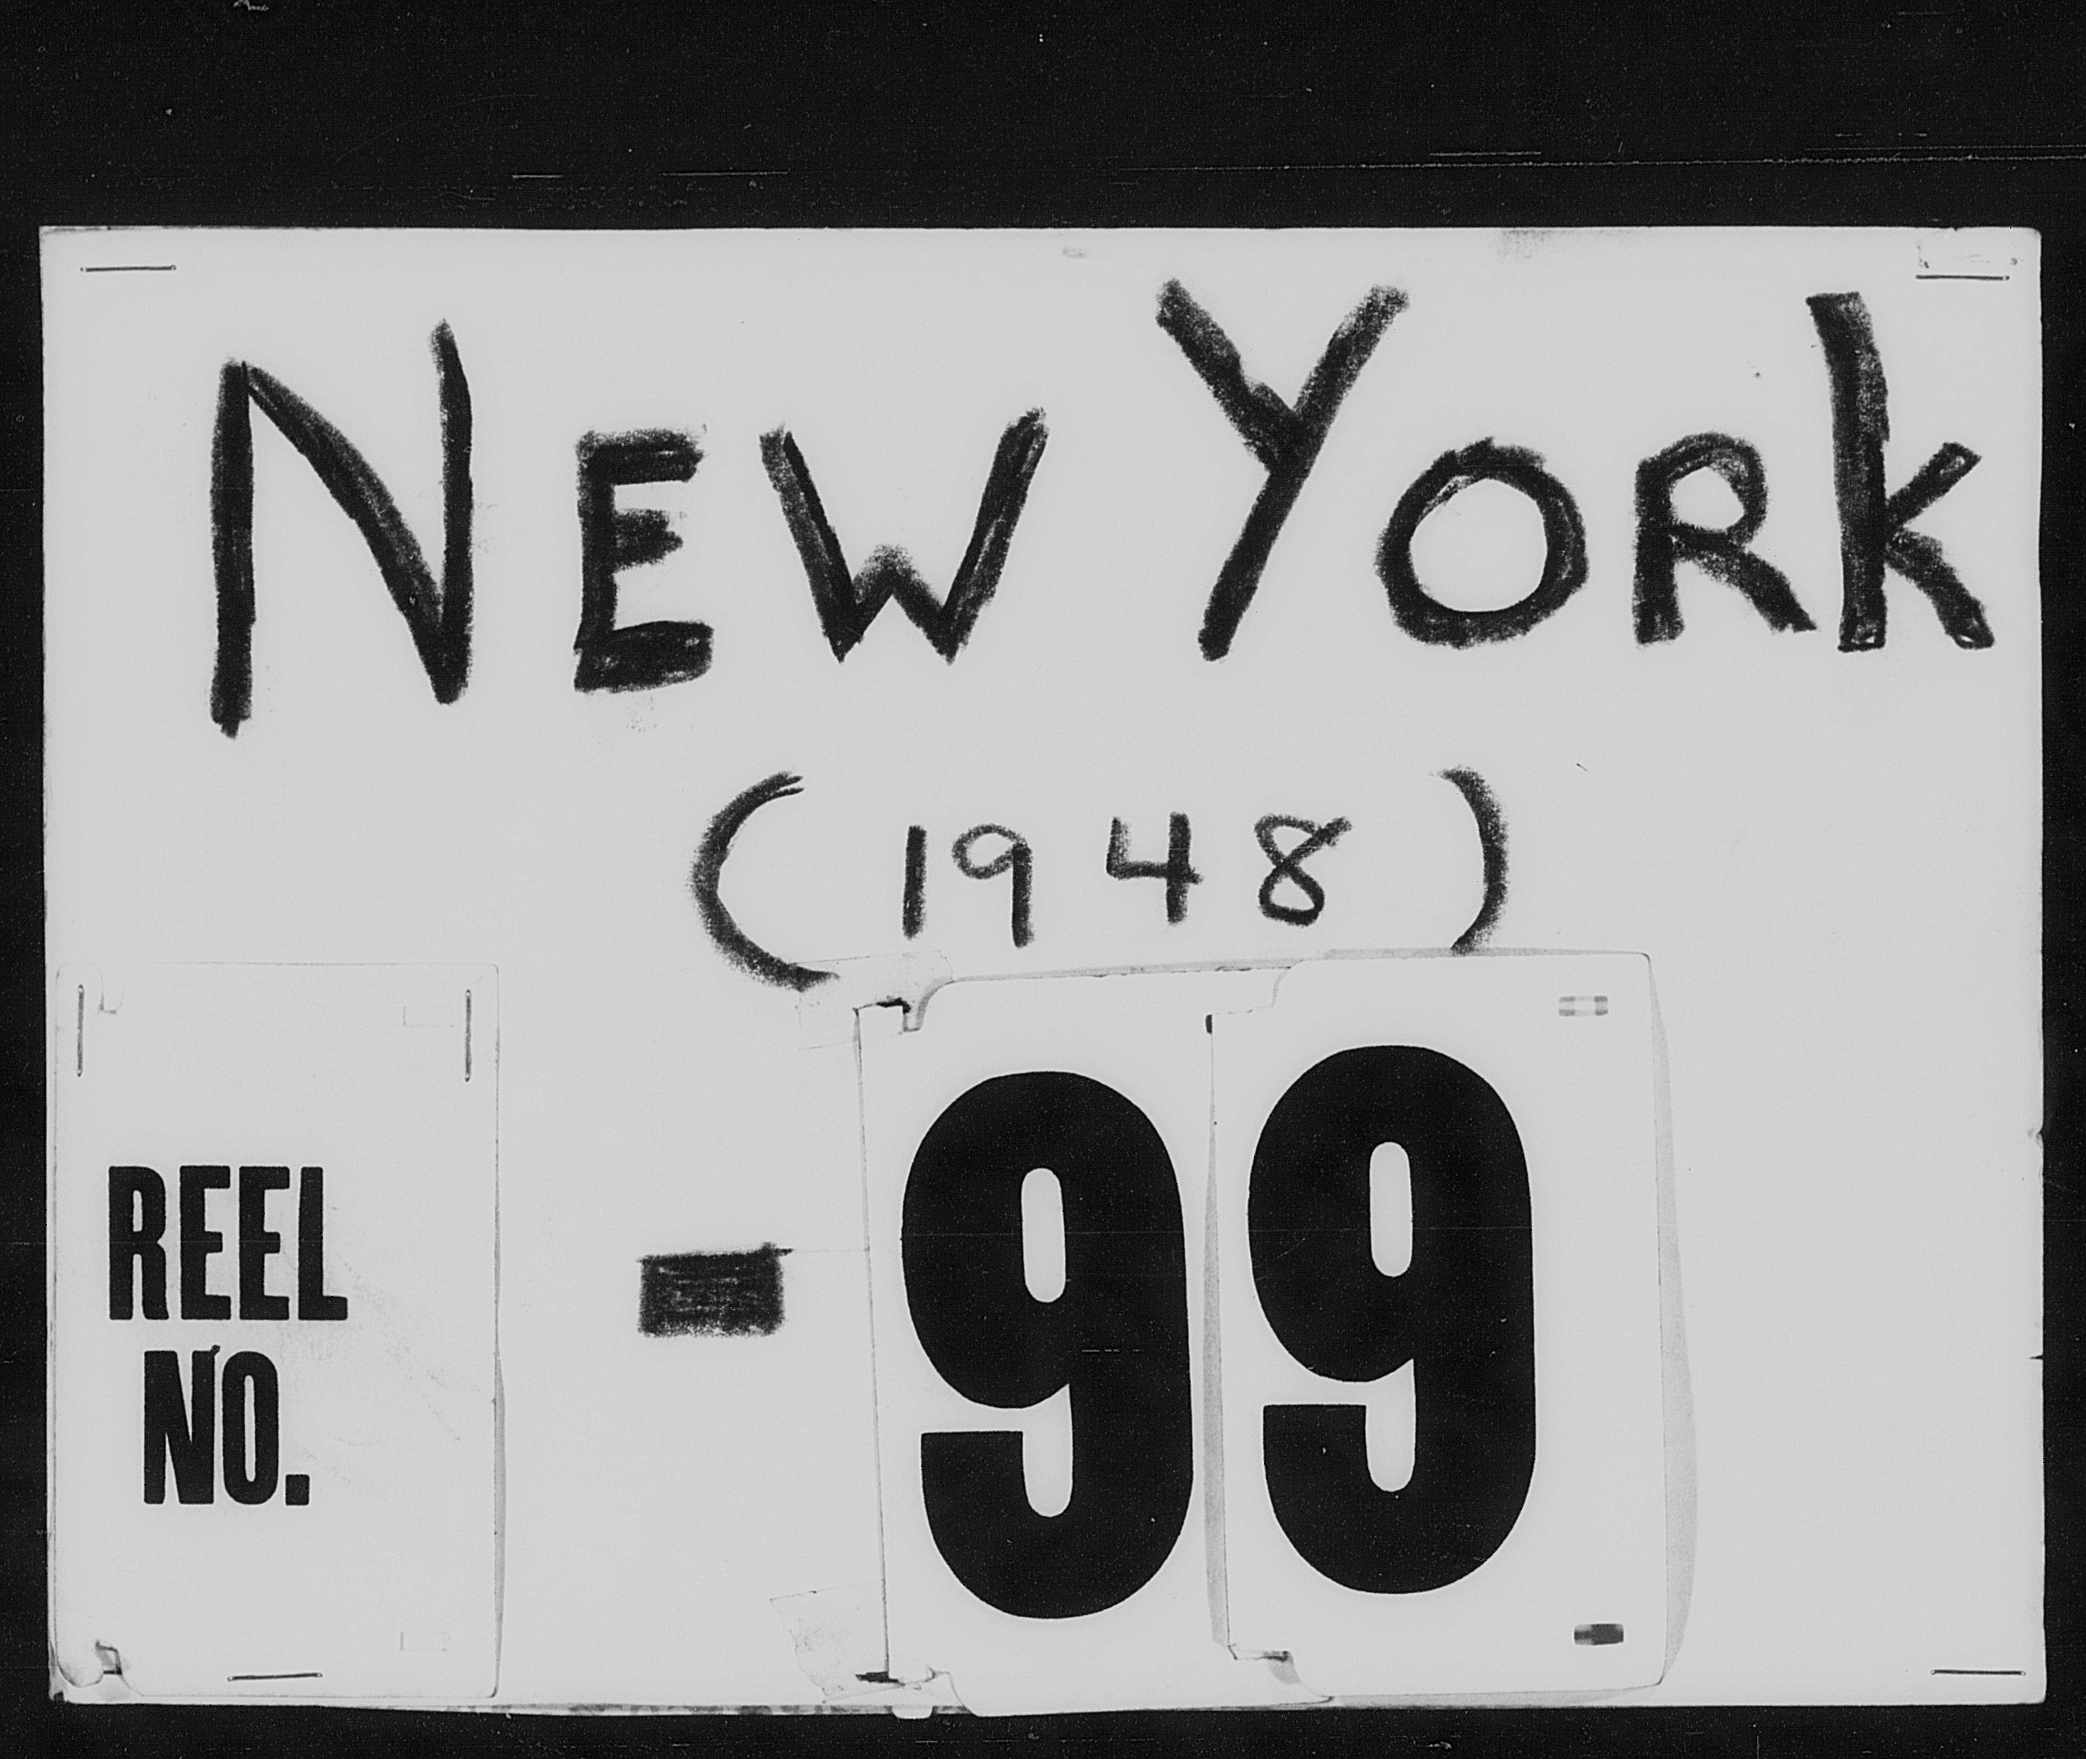 NEW YORk
(1948)
REEL
NO. - 99